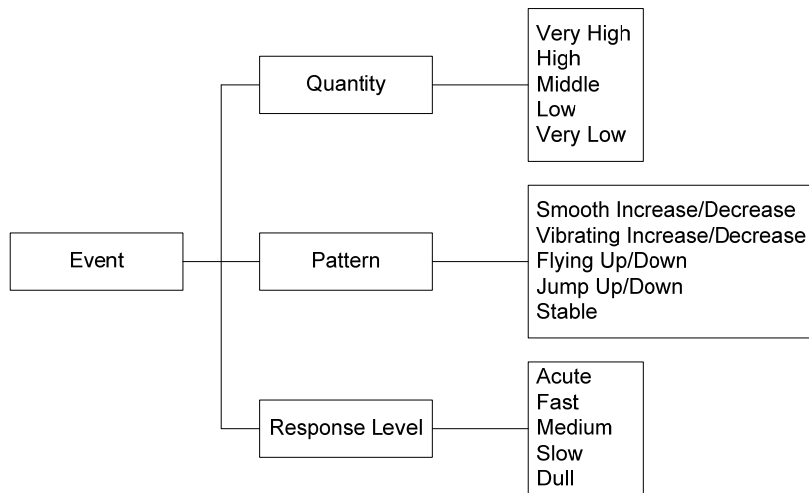 Very High
High
Middle
Low
Very Low
Quantity
Smooth Increase/Decrease
Vibrating Increase/Decrease
Flying Up/Down
Jump Up/Down
Stable
Event
Pattern
Acute
Fast
Medium
Slow
Dull
Response Level